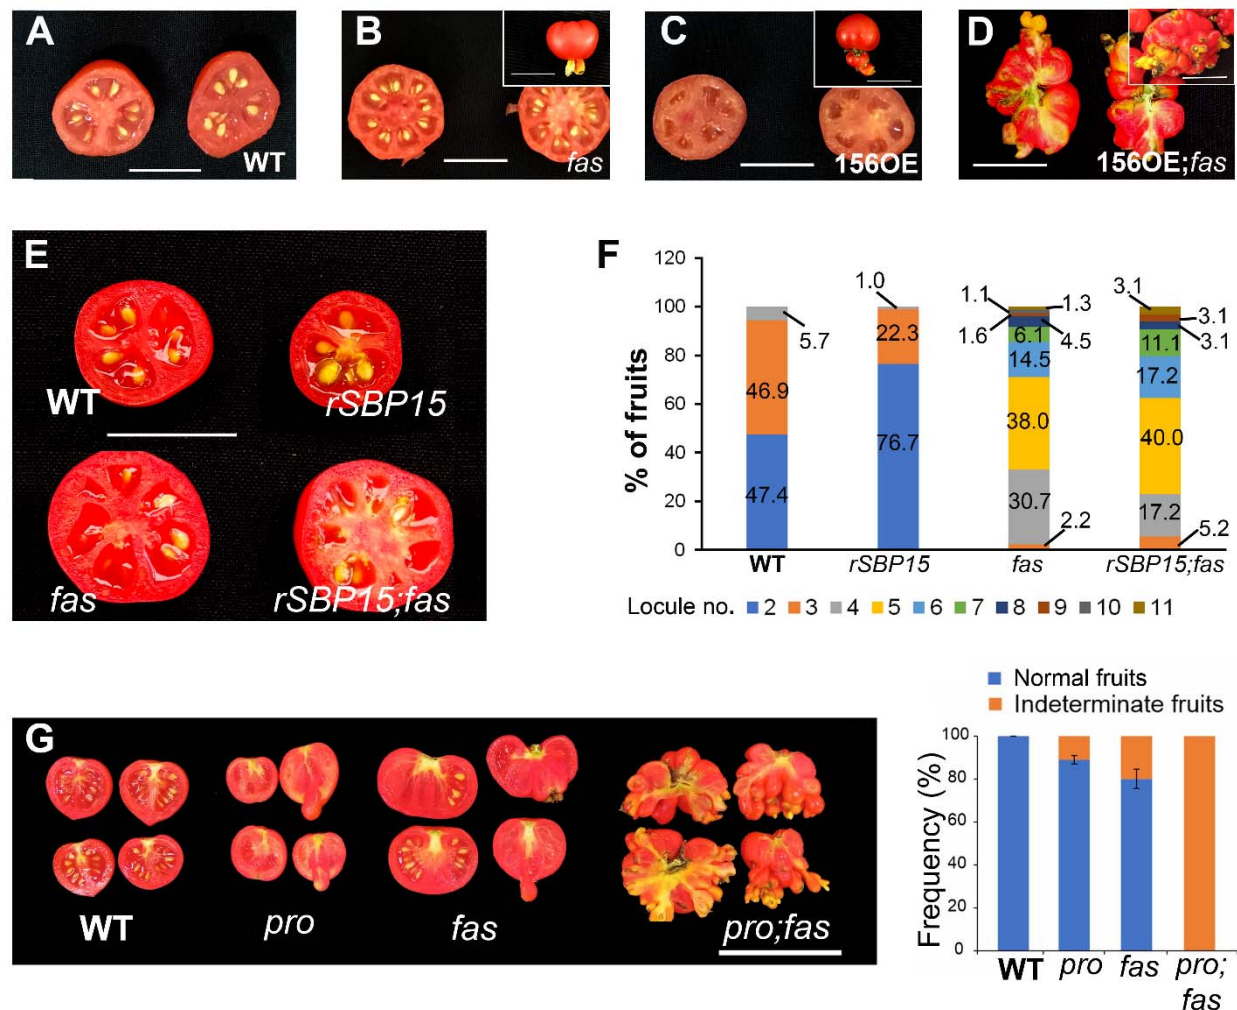 A
WT
B
fas
C
156OE
D
156OE;fas
E
WT
rSBP15
fas
rSBP15;fas
F
% of fruits
120
100
80
60
40
20
0
47.4
46.9
5.7
76.7
22.3
1.0
2.2
30.7
38.0
14.5
6.1
4.5
1.6
1.1
1.3
5.2
17.2
40.0
17.2
11.1
3.1
3.1
3.1
WT
rSBP15
fas
rSBP15;fas
Locule no. 2 3 4 5 6 7 8 9 10 11
G
WT
pro
fas
pro;fas
Normal fruits
Indeterminate fruits
Frequency (%)
100
80
60
40
20
0
WT
pro
fas
pro;
fas